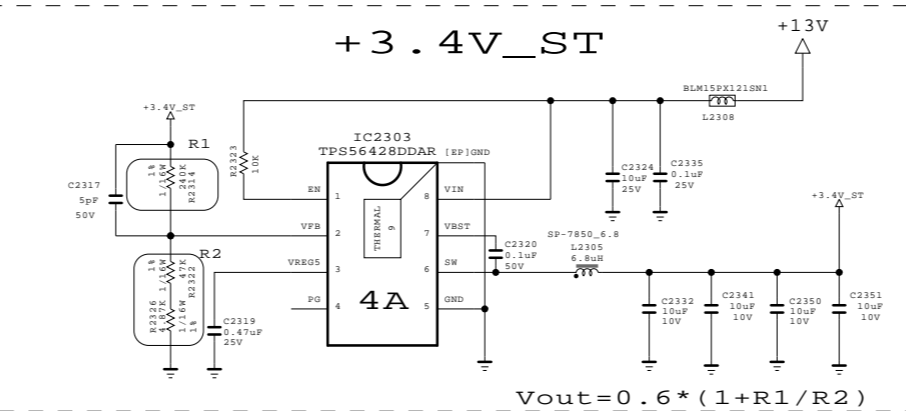 +3.4V_ST
+13V
BLM15PX121SN1
L2308
+3.4V_ST
R1
1%
1/16W
240K
R2314
C2317
5pF
50V
R2323
10K
IC2303
TPS56428DDAR
[EP]GND
EN
1
VFB
2
VREG5
3
PG
4
THERMAL
9
4A
8
VIN
7
VBST
6
SW
5
GND
C2324
10uF
25V
C2335
0.1uF
25V
C2320
0.1uF
50V
SP-7850_6.8
L2305
6.8uH
+3.4V_ST
R2
1%
1/16W
47K
R2322
R2326
4.87K
1/16W
1%
C2319
0.47uF
25V
C2332
10uF
10V
C2341
10uF
10V
C2350
10uF
10V
C2351
10uF
10V
Vout=0.6*(1+R1/R2)